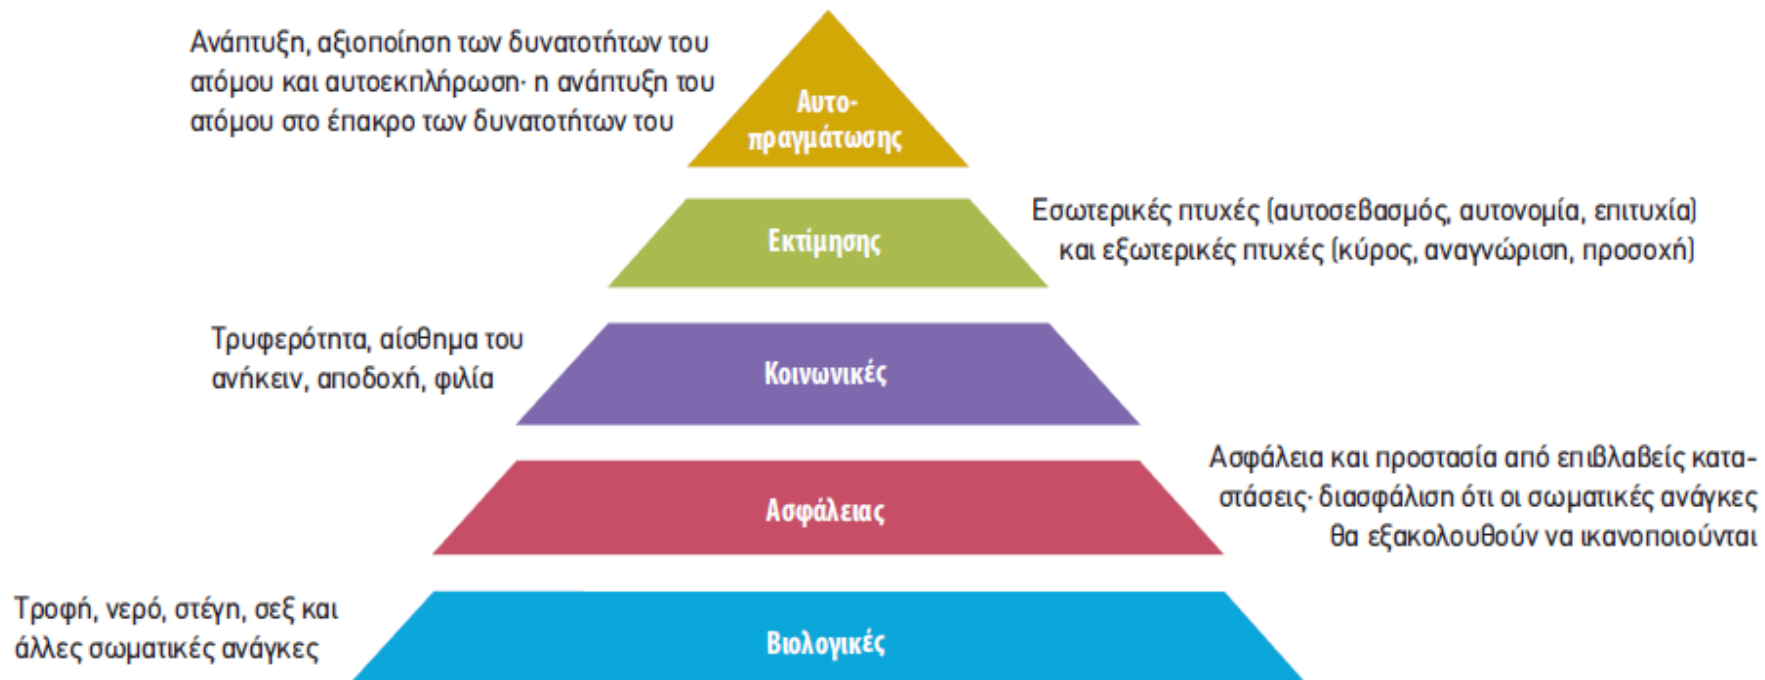 Ανάπτυξη, αξιοποίηση των δυνατοτήτων του
ατόμου και αυτοεκπλήρωση· η ανάπτυξη του
ατόμου στο έπακρο των δυνατοτήτων του
Αυτο-
πραγμάτωσης
Εσωτερικές πτυχές (αυτοσεβασμός, αυτονομία, επιτυχία)
και εξωτερικές πτυχές (κύρος, αναγνώριση, προσοχή)
Εκτίμησης
Τρυφερότητα, αίσθημα του
ανήκειν, αποδοχή, φιλία
Κοινωνικές
Ασφάλεια και προστασία από επιβλαβείς κατα-
στάσεις· διασφάλιση ότι οι σωματικές ανάγκες
θα εξακολουθούν να ικανοποιούνται
Ασφάλειας
Τροφή, νερό, στέγη, σεξ και
άλλες σωματικές ανάγκες
Βιολογικές